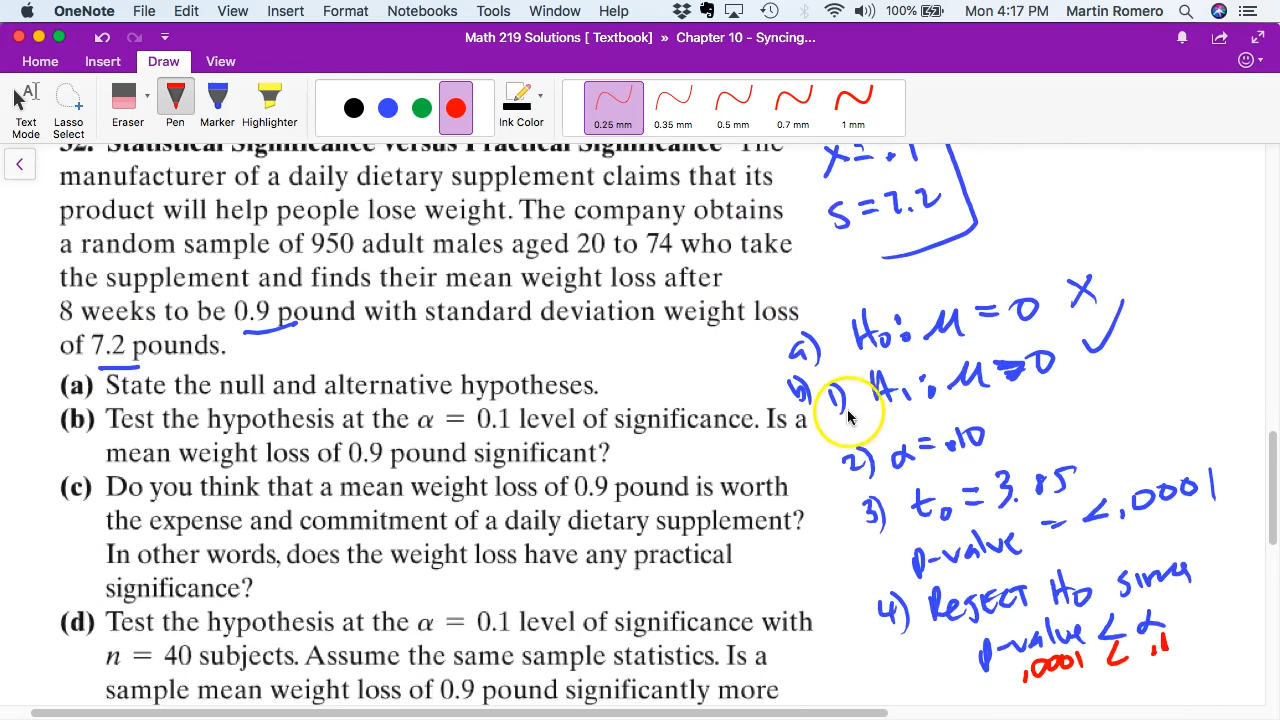 OneNote File Edit View Insert Format Notebooks Tools Window Help 100% Mon 4:17 PM Martin Romero
Math 219 Solutions [ Textbook] » Chapter 10 - Syncing...
Home Insert Draw View
Text Mode
Lasso Select
Eraser
Pen
Marker
Highlighter
Ink Color
0.25 mm 0.35 mm 0.5 mm 0.7 mm 1 mm
32. Statistical Significance versus Practical Significance The
manufacturer of a daily dietary supplement claims that its
product will help people lose weight. The company obtains
a random sample of 950 adult males aged 20 to 74 who take
the supplement and finds their mean weight loss after
8 weeks to be 0.9 pound with standard deviation weight loss
of 7.2 pounds.
(a) State the null and alternative hypotheses.
(b) Test the hypothesis at the α = 0.1 level of significance. Is a
mean weight loss of 0.9 pound significant?
(c) Do you think that a mean weight loss of 0.9 pound is worth
the expense and commitment of a daily dietary supplement?
In other words, does the weight loss have any practical
significance?
(d) Test the hypothesis at the α = 0.1 level of significance with
n = 40 subjects. Assume the same sample statistics. Is a
sample mean weight loss of 0.9 pound significantly more
s = 7.2
a) H0: μ = 0 X
b) 1) H1: μ > 0 ✓
2) α = .10
3) t0 = 3.85
p-value = <.0001
4) REJECT H0 since
p-value < α
.0001 < .1